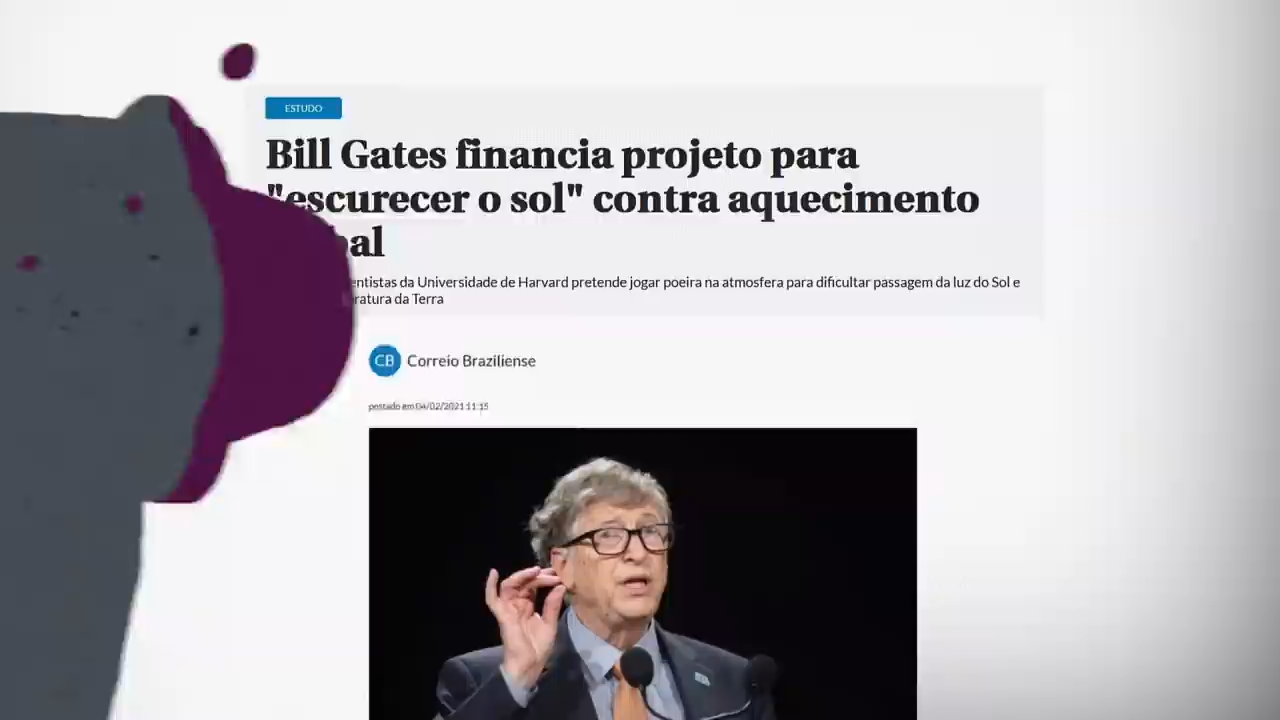 ESTUDO
Bill Gates financia projeto para
"escurecer o sol" contra aquecimento
bal
entistas da Universidade de Harvard pretende jogar poeira na atmosfera para dificultar passagem da luz do Sol e
ratura da Terra
CB Correio Braziliense
postado em 04/02/2021 11:15